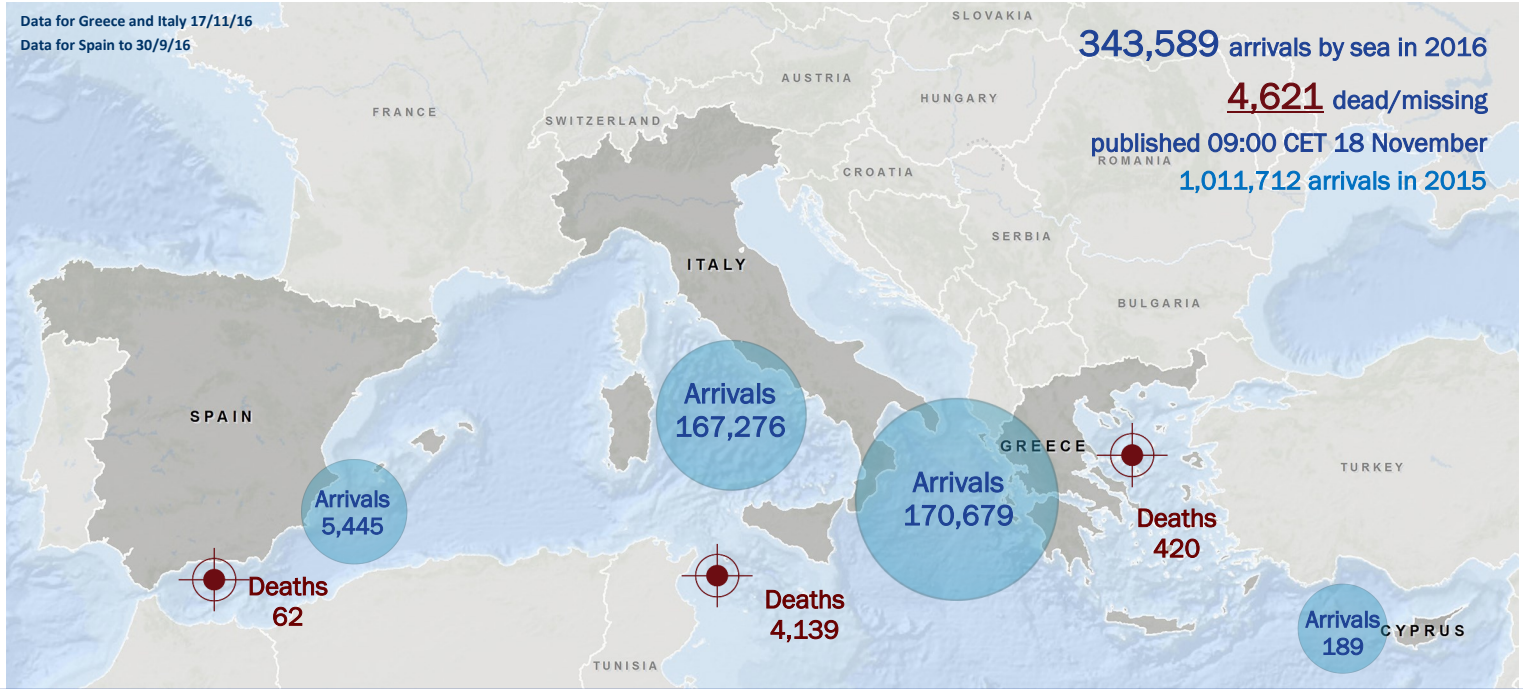 Data for Greece and Italy 17/11/16
Data for Spain to 30/9/16
343,589 arrivals by sea in 2016
4,621 dead/missing
published 09:00 CET 18 November
1,011,712 arrivals in 2015
SLOVAKIA
AUSTRIA
HUNGARY
FRANCE
SWITZERLAND
ROMANIA
CROATIA
SERBIA
ITALY
BULGARIA
SPAIN
GREECE
TURKEY
Arrivals
167,276
Arrivals
5,445
Arrivals
170,679
Deaths
420
Deaths
62
Deaths
4,139
Arrivals
189
CYPRUS
TUNISIA